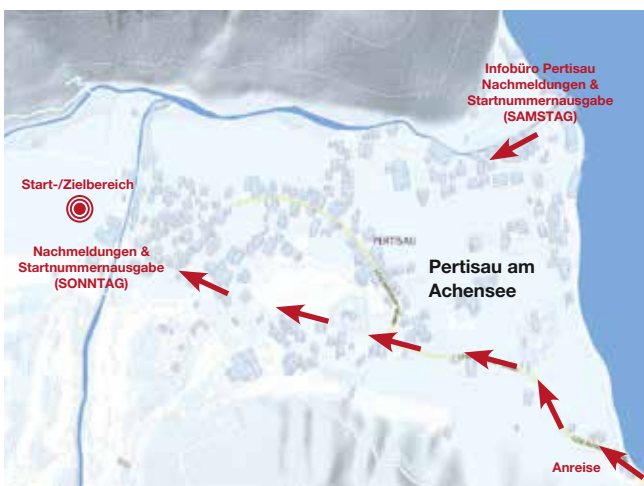 Infobüro Pertisau
Nachmeldungen &
Startnummernausgabe
(SAMSTAG)
Start-/Zielbereich
Nachmeldungen &
Startnummernausgabe
(SONNTAG)
PERTISAU
Pertisau am
Achensee
Anreise